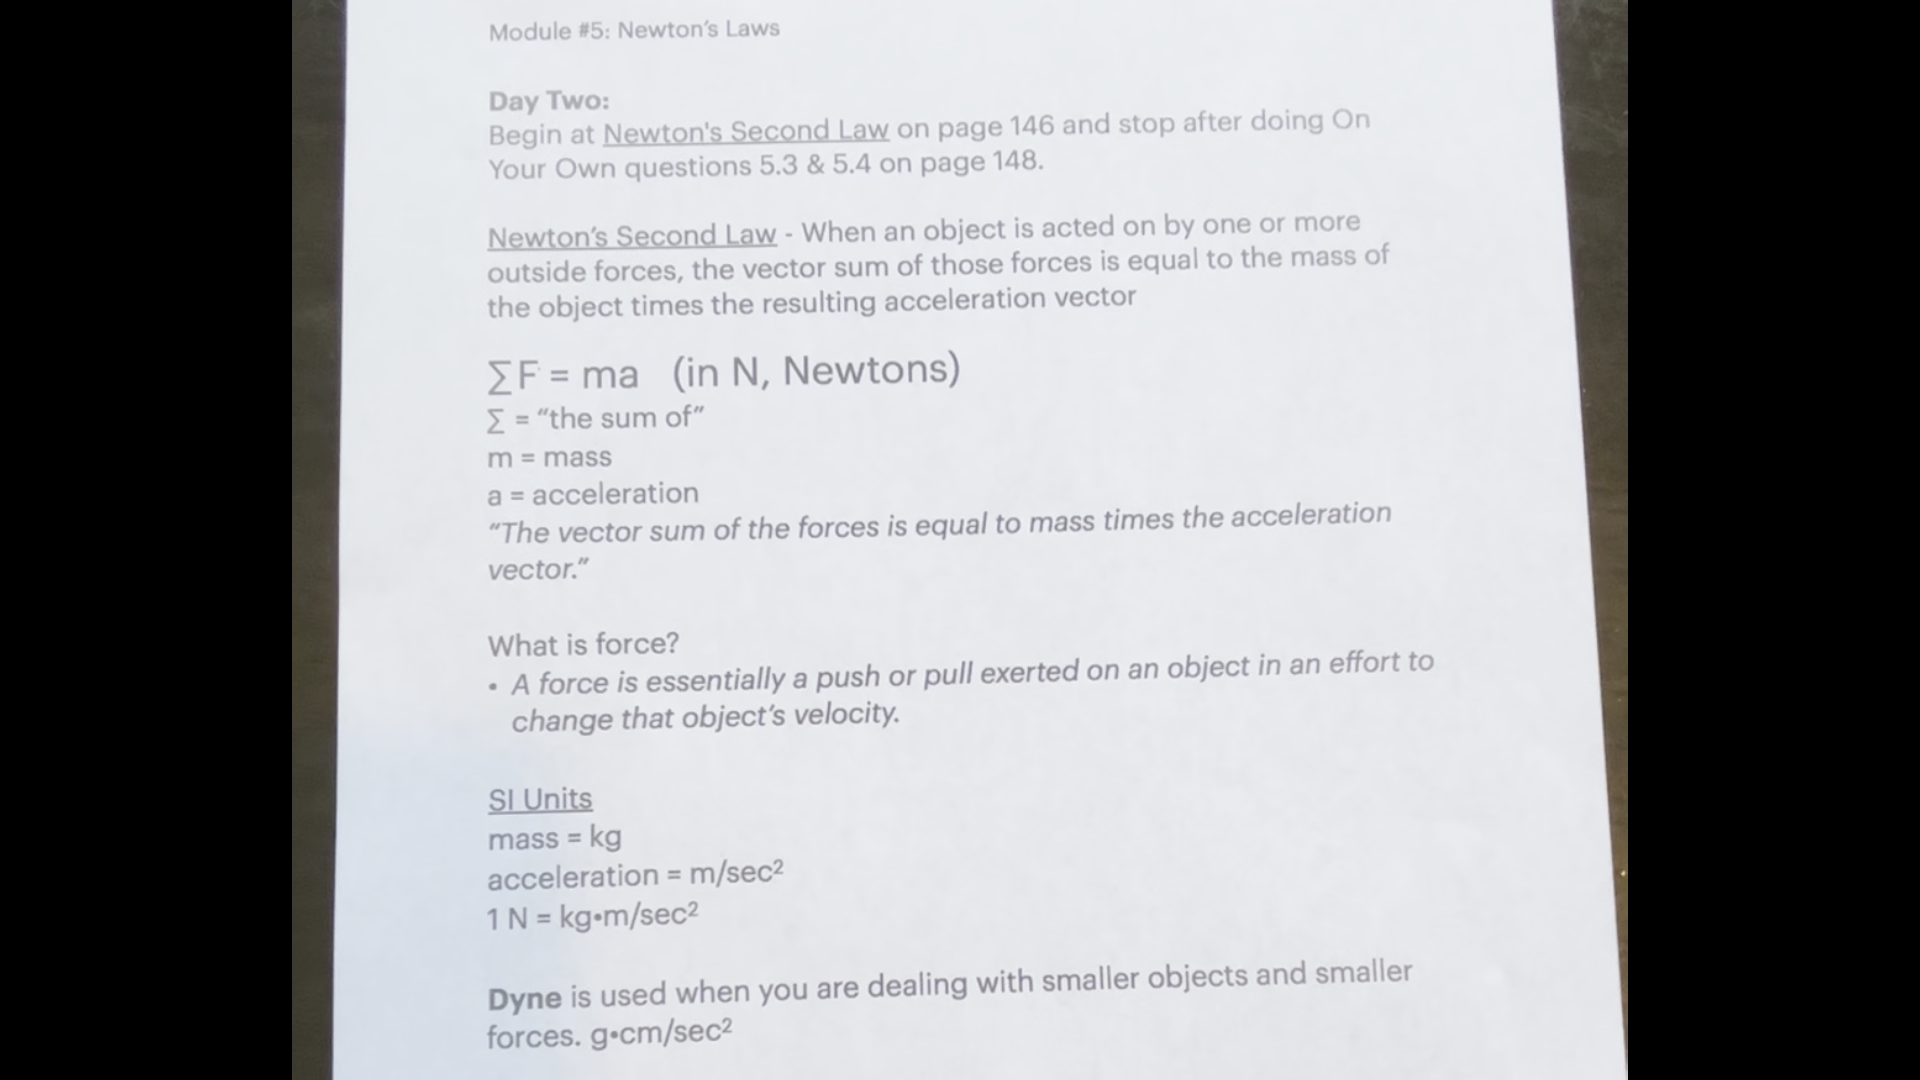 Module #5: Newton’s Laws
Day Two:
Begin at Newton's Second Law on page 146 and stop after doing On
Your Own questions 5.3 & 5.4 on page 148.
Newton’s Second Law - When an object is acted on by one or more
outside forces, the vector sum of those forces is equal to the mass of
the object times the resulting acceleration vector
∑F = ma (in N, Newtons)
∑ = “the sum of”
m = mass
a = acceleration
“The vector sum of the forces is equal to mass times the acceleration
vector.”
What is force?
• A force is essentially a push or pull exerted on an object in an effort to
change that object’s velocity.
SI Units
mass = kg
acceleration = m/sec²
1 N = kg•m/sec²
Dyne is used when you are dealing with smaller objects and smaller
forces. g•cm/sec²